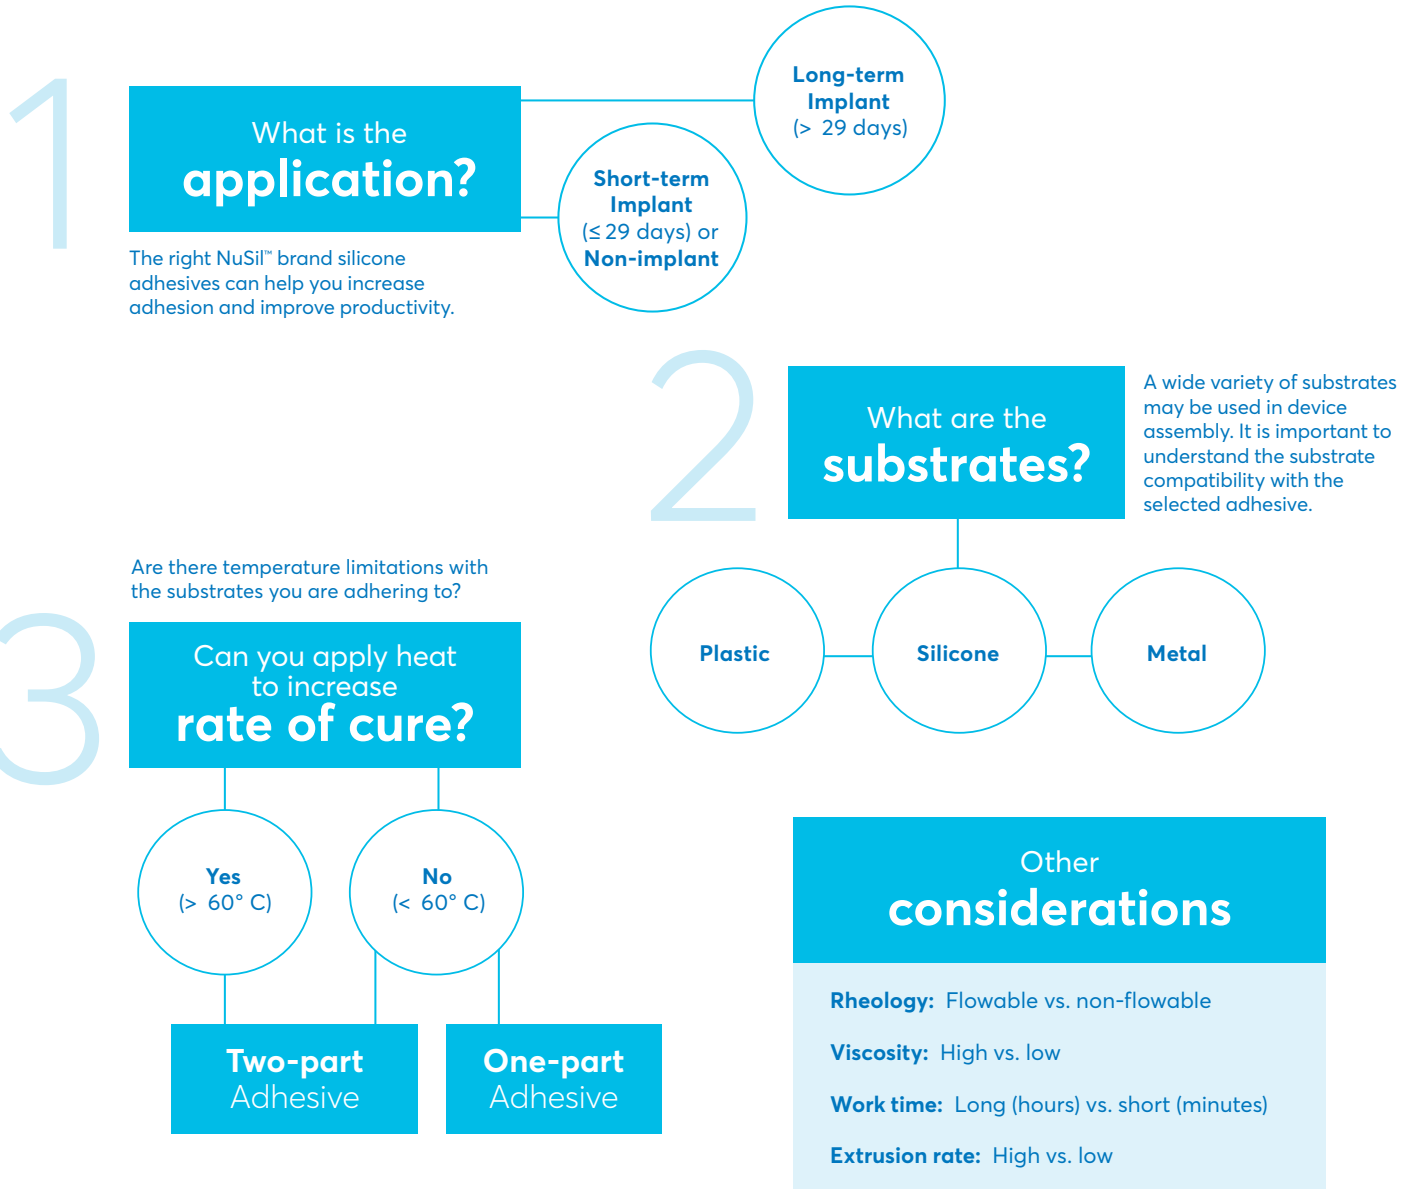 1
What is the
application?
The right NuSil™ brand silicone
adhesives can help you increase
adhesion and improve productivity.
Long-term
Implant
(> 29 days)
Short-term
Implant
(≤ 29 days) or
Non-implant
2
What are the
substrates?
A wide variety of substrates
may be used in device
assembly. It is important to
understand the substrate
compatibility with the
selected adhesive.
Plastic
Silicone
Metal
3
Are there temperature limitations with
the substrates you are adhering to?
Can you apply heat
to increase
rate of cure?
Yes
(> 60° C)
No
(< 60° C)
Two-part
Adhesive
One-part
Adhesive
Other
considerations
Rheology: Flowable vs. non-flowable
Viscosity: High vs. low
Work time: Long (hours) vs. short (minutes)
Extrusion rate: High vs. low